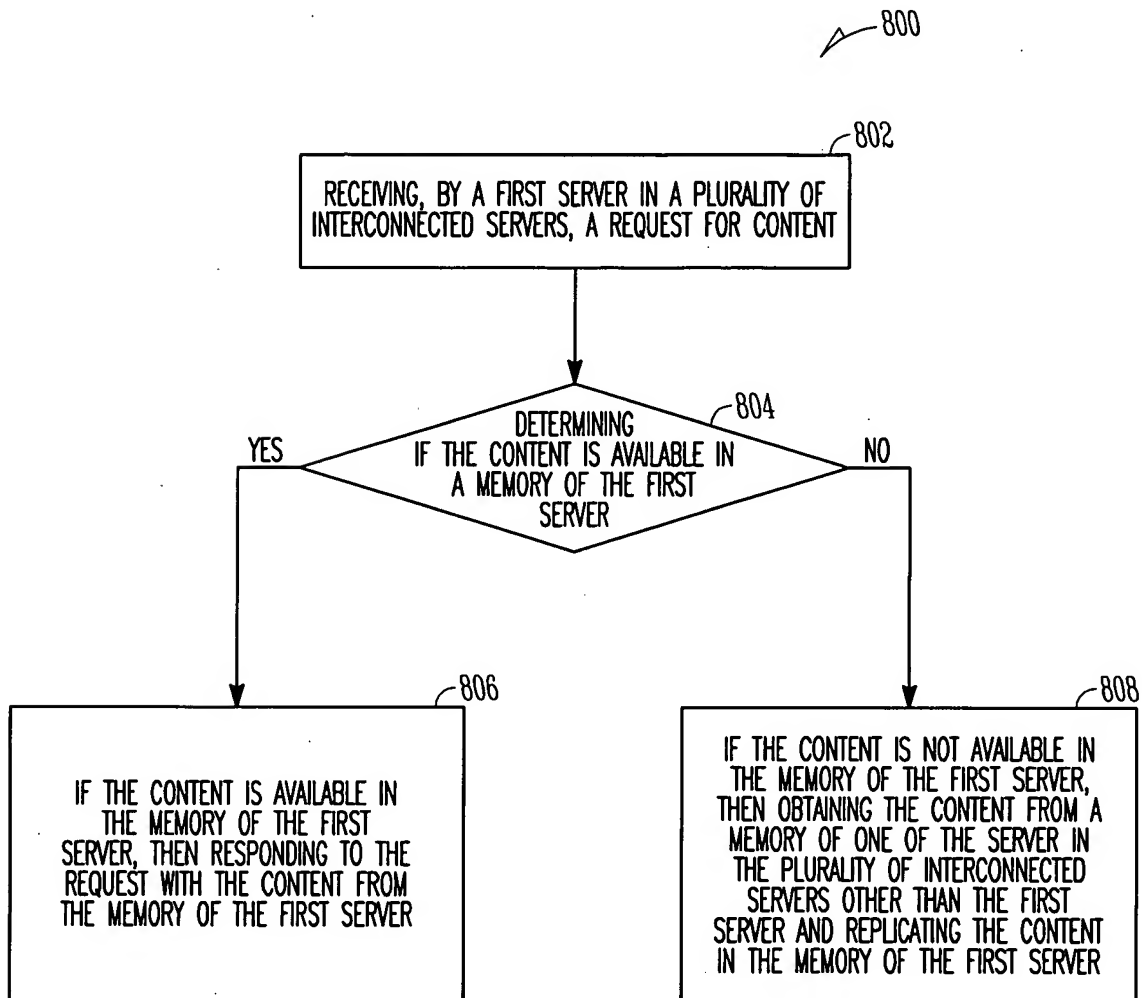 800
802
RECEIVING, BY A FIRST SERVER IN A PLURALITY OF
INTERCONNECTED SERVERS, A REQUEST FOR CONTENT
804
DETERMINING
IF THE CONTENT IS AVAILABLE IN
A MEMORY OF THE FIRST
SERVER
YES
NO
806
IF THE CONTENT IS AVAILABLE IN
THE MEMORY OF THE FIRST
SERVER, THEN RESPONDING TO THE
REQUEST WITH THE CONTENT FROM
THE MEMORY OF THE FIRST SERVER
808
IF THE CONTENT IS NOT AVAILABLE IN
THE MEMORY OF THE FIRST SERVER,
THEN OBTAINING THE CONTENT FROM A
MEMORY OF ONE OF THE SERVER IN
THE PLURALITY OF INTERCONNECTED
SERVERS OTHER THAN THE FIRST
SERVER AND REPLICATING THE CONTENT
IN THE MEMORY OF THE FIRST SERVER